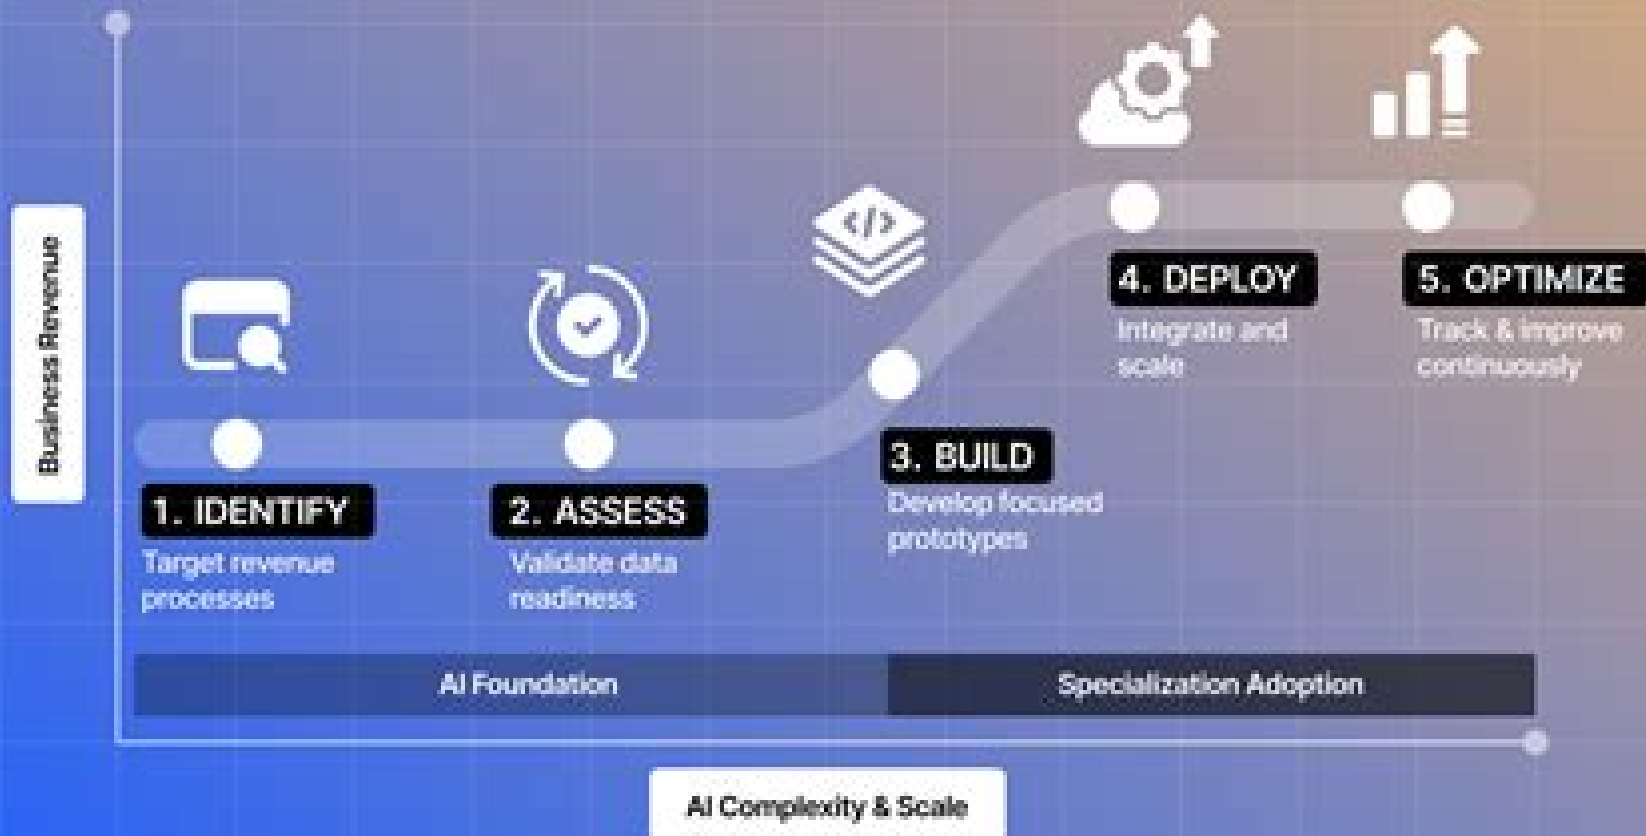 Business Revenue
</>
1. IDENTIFY
Target revenue
processes
2. ASSESS
Validate data
readiness
3. BUILD
Develop focused
prototypes
4. DEPLOY
Integrate and
scale
5. OPTIMIZE
Track & improve
continuously
AI Foundation
Specialization Adoption
AI Complexity & Scale